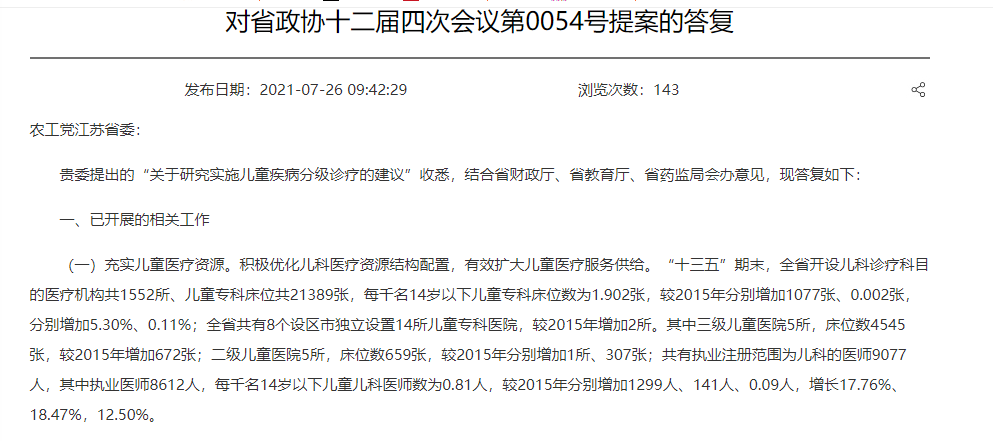 对省政协十二届四次会议第0054号提案的答复
发布日期：2021-07-26 09:42:29 浏览次数：143
农工党江苏省委：
贵委提出的“关于研究实施儿童疾病分级诊疗的建议”收悉，结合省财政厅、省教育厅、省药监局会办意见，现答复如下：
一、已开展的相关工作
（一）充实儿童医疗资源。积极优化儿科医疗资源结构配置，有效扩大儿童医疗服务供给。“十三五”期末，全省开设儿科诊疗科目
的医疗机构共1552所、儿童专科床位共21389张，每千名14岁以下儿童专科床位数为1.902张，较2015年分别增加1077张、0.002张，
分别增加5.30%、0.11%；全省共有8个设区市独立设置14所儿童专科医院，较2015年增加2所。其中三级儿童医院5所，床位数4545
张，较2015年增加672张；二级儿童医院5所，床位数659张，较2015年分别增加1所、307张；共有执业注册范围为儿科的医师9077
人，其中执业医师8612人，每千名14岁以下儿童儿科医师数为0.81人，较2015年分别增加1299人、141人、0.09人，增长17.76%、
18.47%，12.50%。